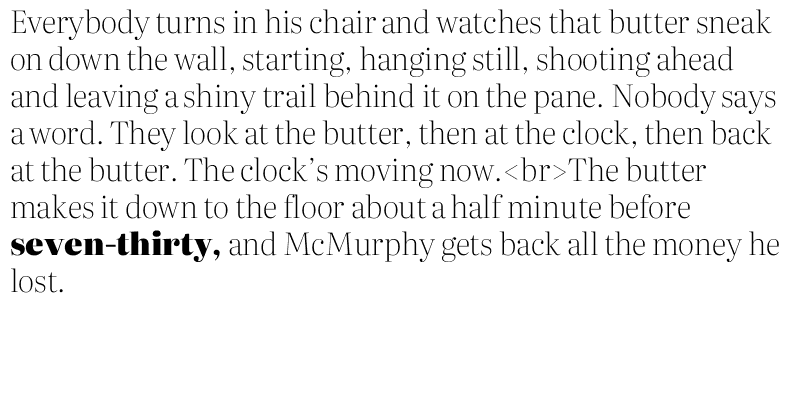 Everybody turns in his chair and watches that butter sneak
on down the wall, starting, hanging still, shooting ahead
and leaving a shiny trail behind it on the pane. Nobody says
a word. They look at the butter, then at the clock, then back
at the butter. The clock’s moving now.<br>The butter
makes it down to the floor about a half minute before
seven-thirty, and McMurphy gets back all the money he
lost.